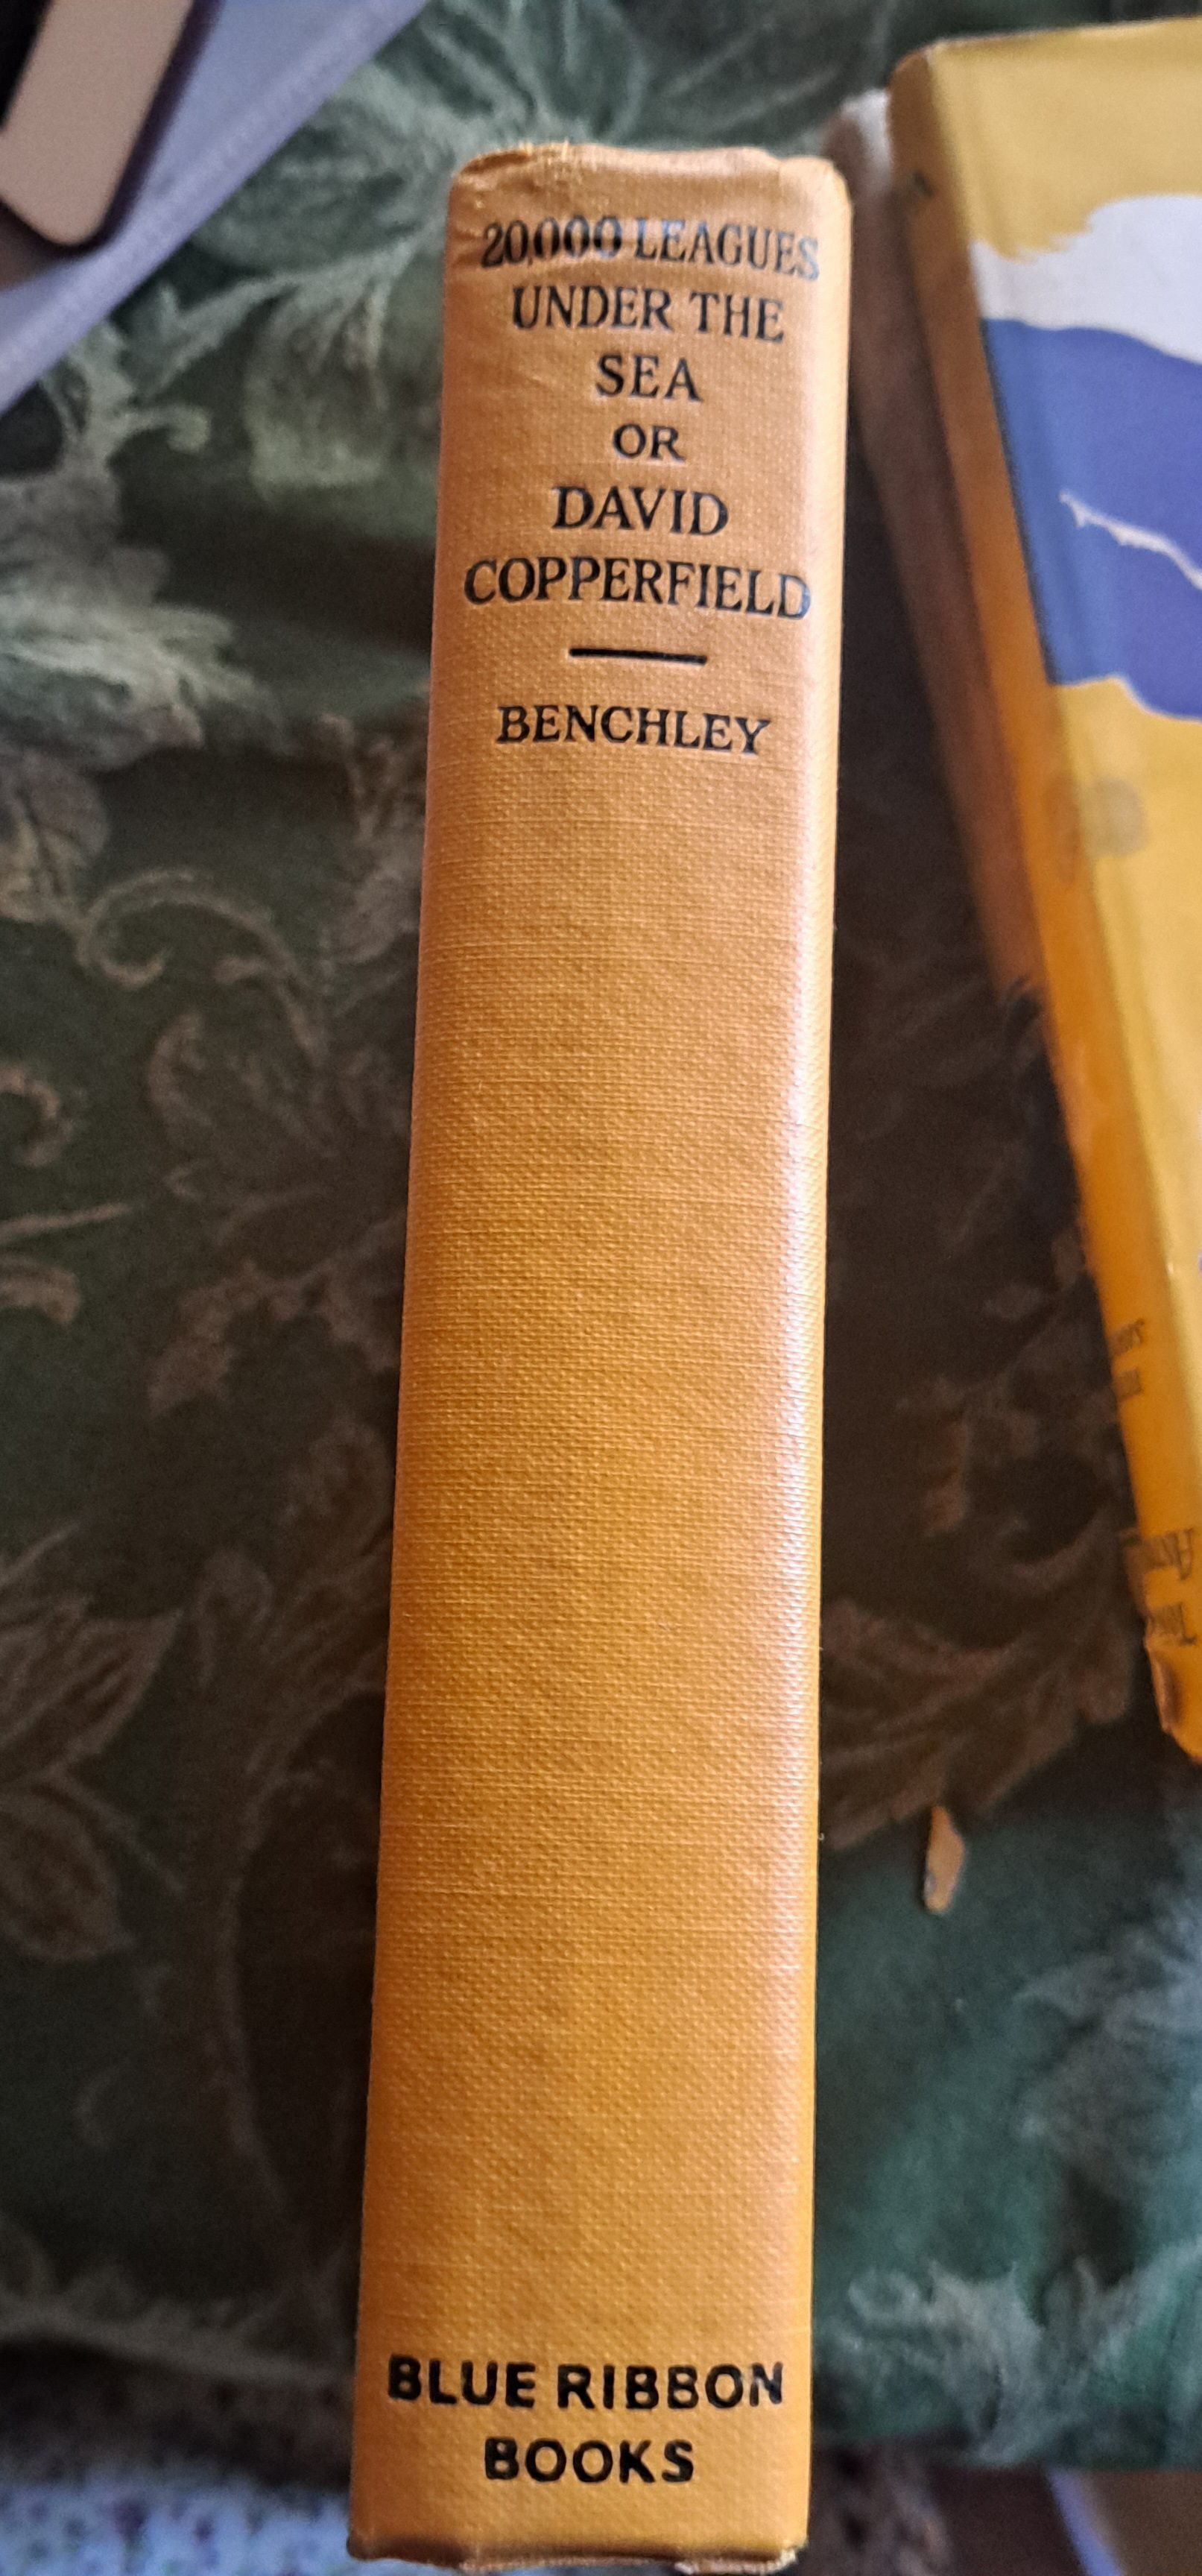 20,000 LEAGUES
UNDER THE
SEA
OR
DAVID
COPPERFIELD
BENCHLEY
BLUE RIBBON
BOOKS